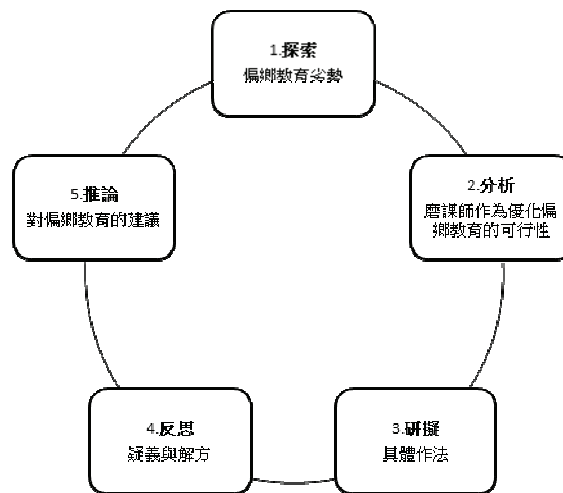 1.探索
偏鄉教育劣勢
2.分析
磨課師作為優化偏
鄉教育的可行性
3.研擬
具體作法
4.反思
疑義與解方
5.推論
對偏鄉教育的建議